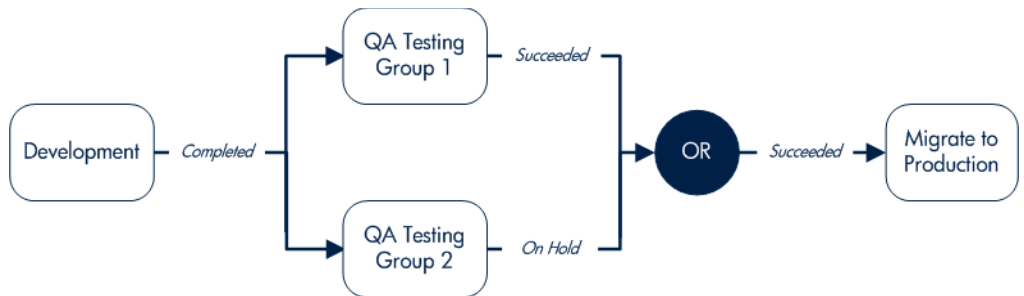 QA Testing
Group 1
Succeeded
Development
Completed
OR
Succeeded
Migrate to
Production
QA Testing
Group 2
On Hold